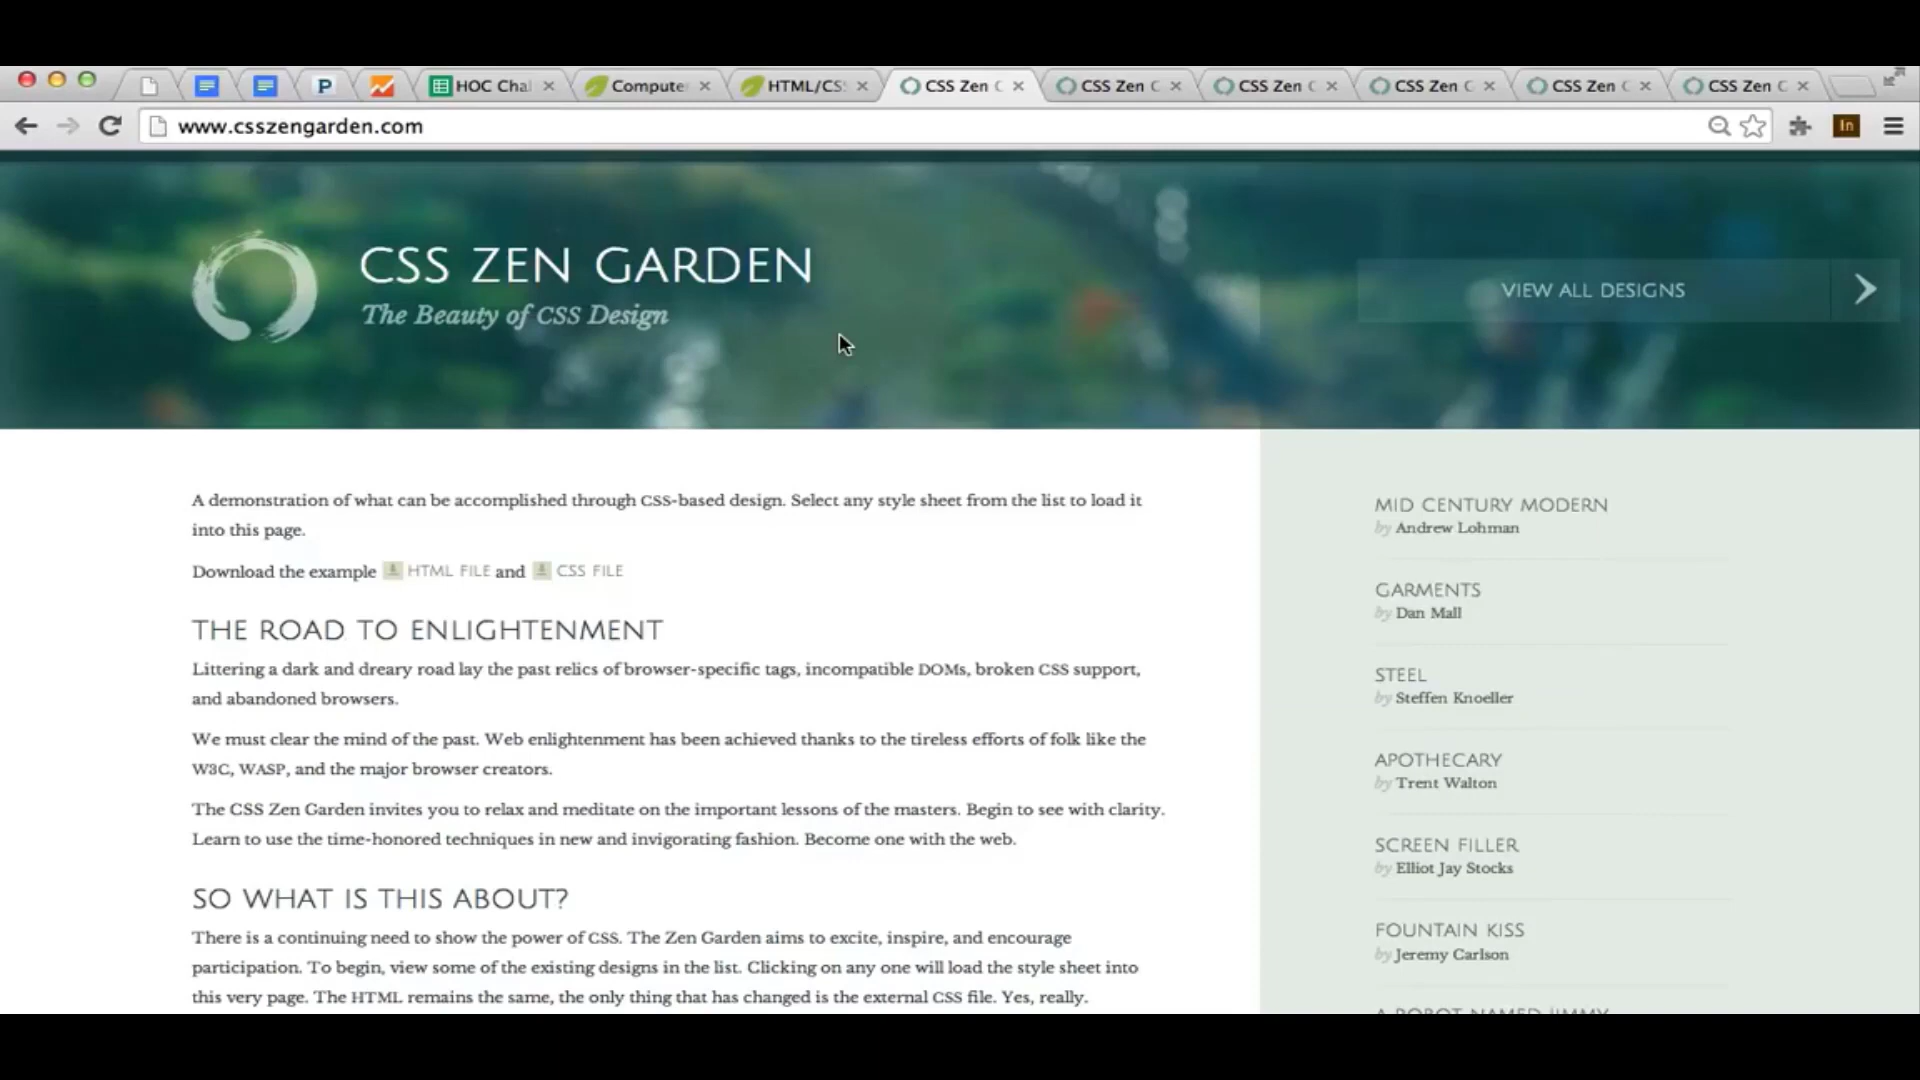 HOC Chal
Compute
HTML/CS
CSS Zen G
CSS Zen G
CSS Zen G
CSS Zen G
CSS Zen G
CSS Zen G
www.csszengarden.com
In
CSS ZEN GARDEN
The Beauty of CSS Design
VIEW ALL DESIGNS
A demonstration of what can be accomplished through CSS-based design. Select any style sheet from the list to load it
into this page.
Download the example HTML FILE and CSS FILE
THE ROAD TO ENLIGHTENMENT
Littering a dark and dreary road lay the past relics of browser-specific tags, incompatible DOMs, broken CSS support,
and abandoned browsers.
We must clear the mind of the past. Web enlightenment has been achieved thanks to the tireless efforts of folk like the
W3C, WASP, and the major browser creators.
The CSS Zen Garden invites you to relax and meditate on the important lessons of the masters. Begin to see with clarity.
Learn to use the time-honored techniques in new and invigorating fashion. Become one with the web.
SO WHAT IS THIS ABOUT?
There is a continuing need to show the power of CSS. The Zen Garden aims to excite, inspire, and encourage
participation. To begin, view some of the existing designs in the list. Clicking on any one will load the style sheet into
this very page. The HTML remains the same, the only thing that has changed is the external CSS file. Yes, really.
MID CENTURY MODERN
by Andrew Lohman
GARMENTS
by Dan Mall
STEEL
by Steffen Knoeller
APOTHECARY
by Trent Walton
SCREEN FILLER
by Elliot Jay Stocks
FOUNTAIN KISS
by Jeremy Carlson
A ROBOT NAMED JIMMY